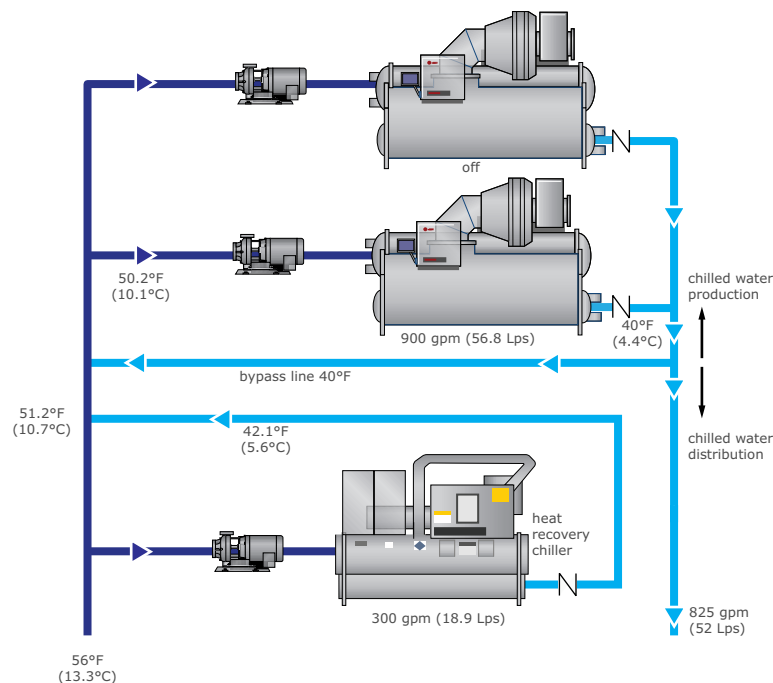 off
50.2°F
(10.1°C)
900 gpm (56.8 Lps)
40°F
(4.4°C)
chilled water
production
bypass line 40°F
51.2°F
(10.7°C)
42.1°F
(5.6°C)
chilled water
distribution
heat
recovery
chiller
300 gpm (18.9 Lps)
825 gpm
(52 Lps)
56°F
(13.3°C)